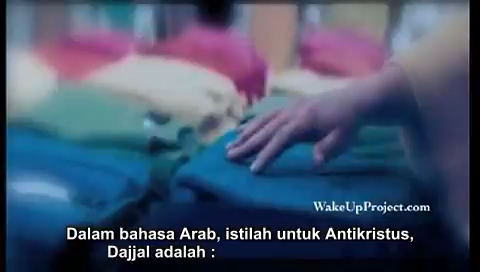 WakeUpProject.com
Dalam bahasa Arab, istilah untuk Antikristus,
Dajjal adalah :